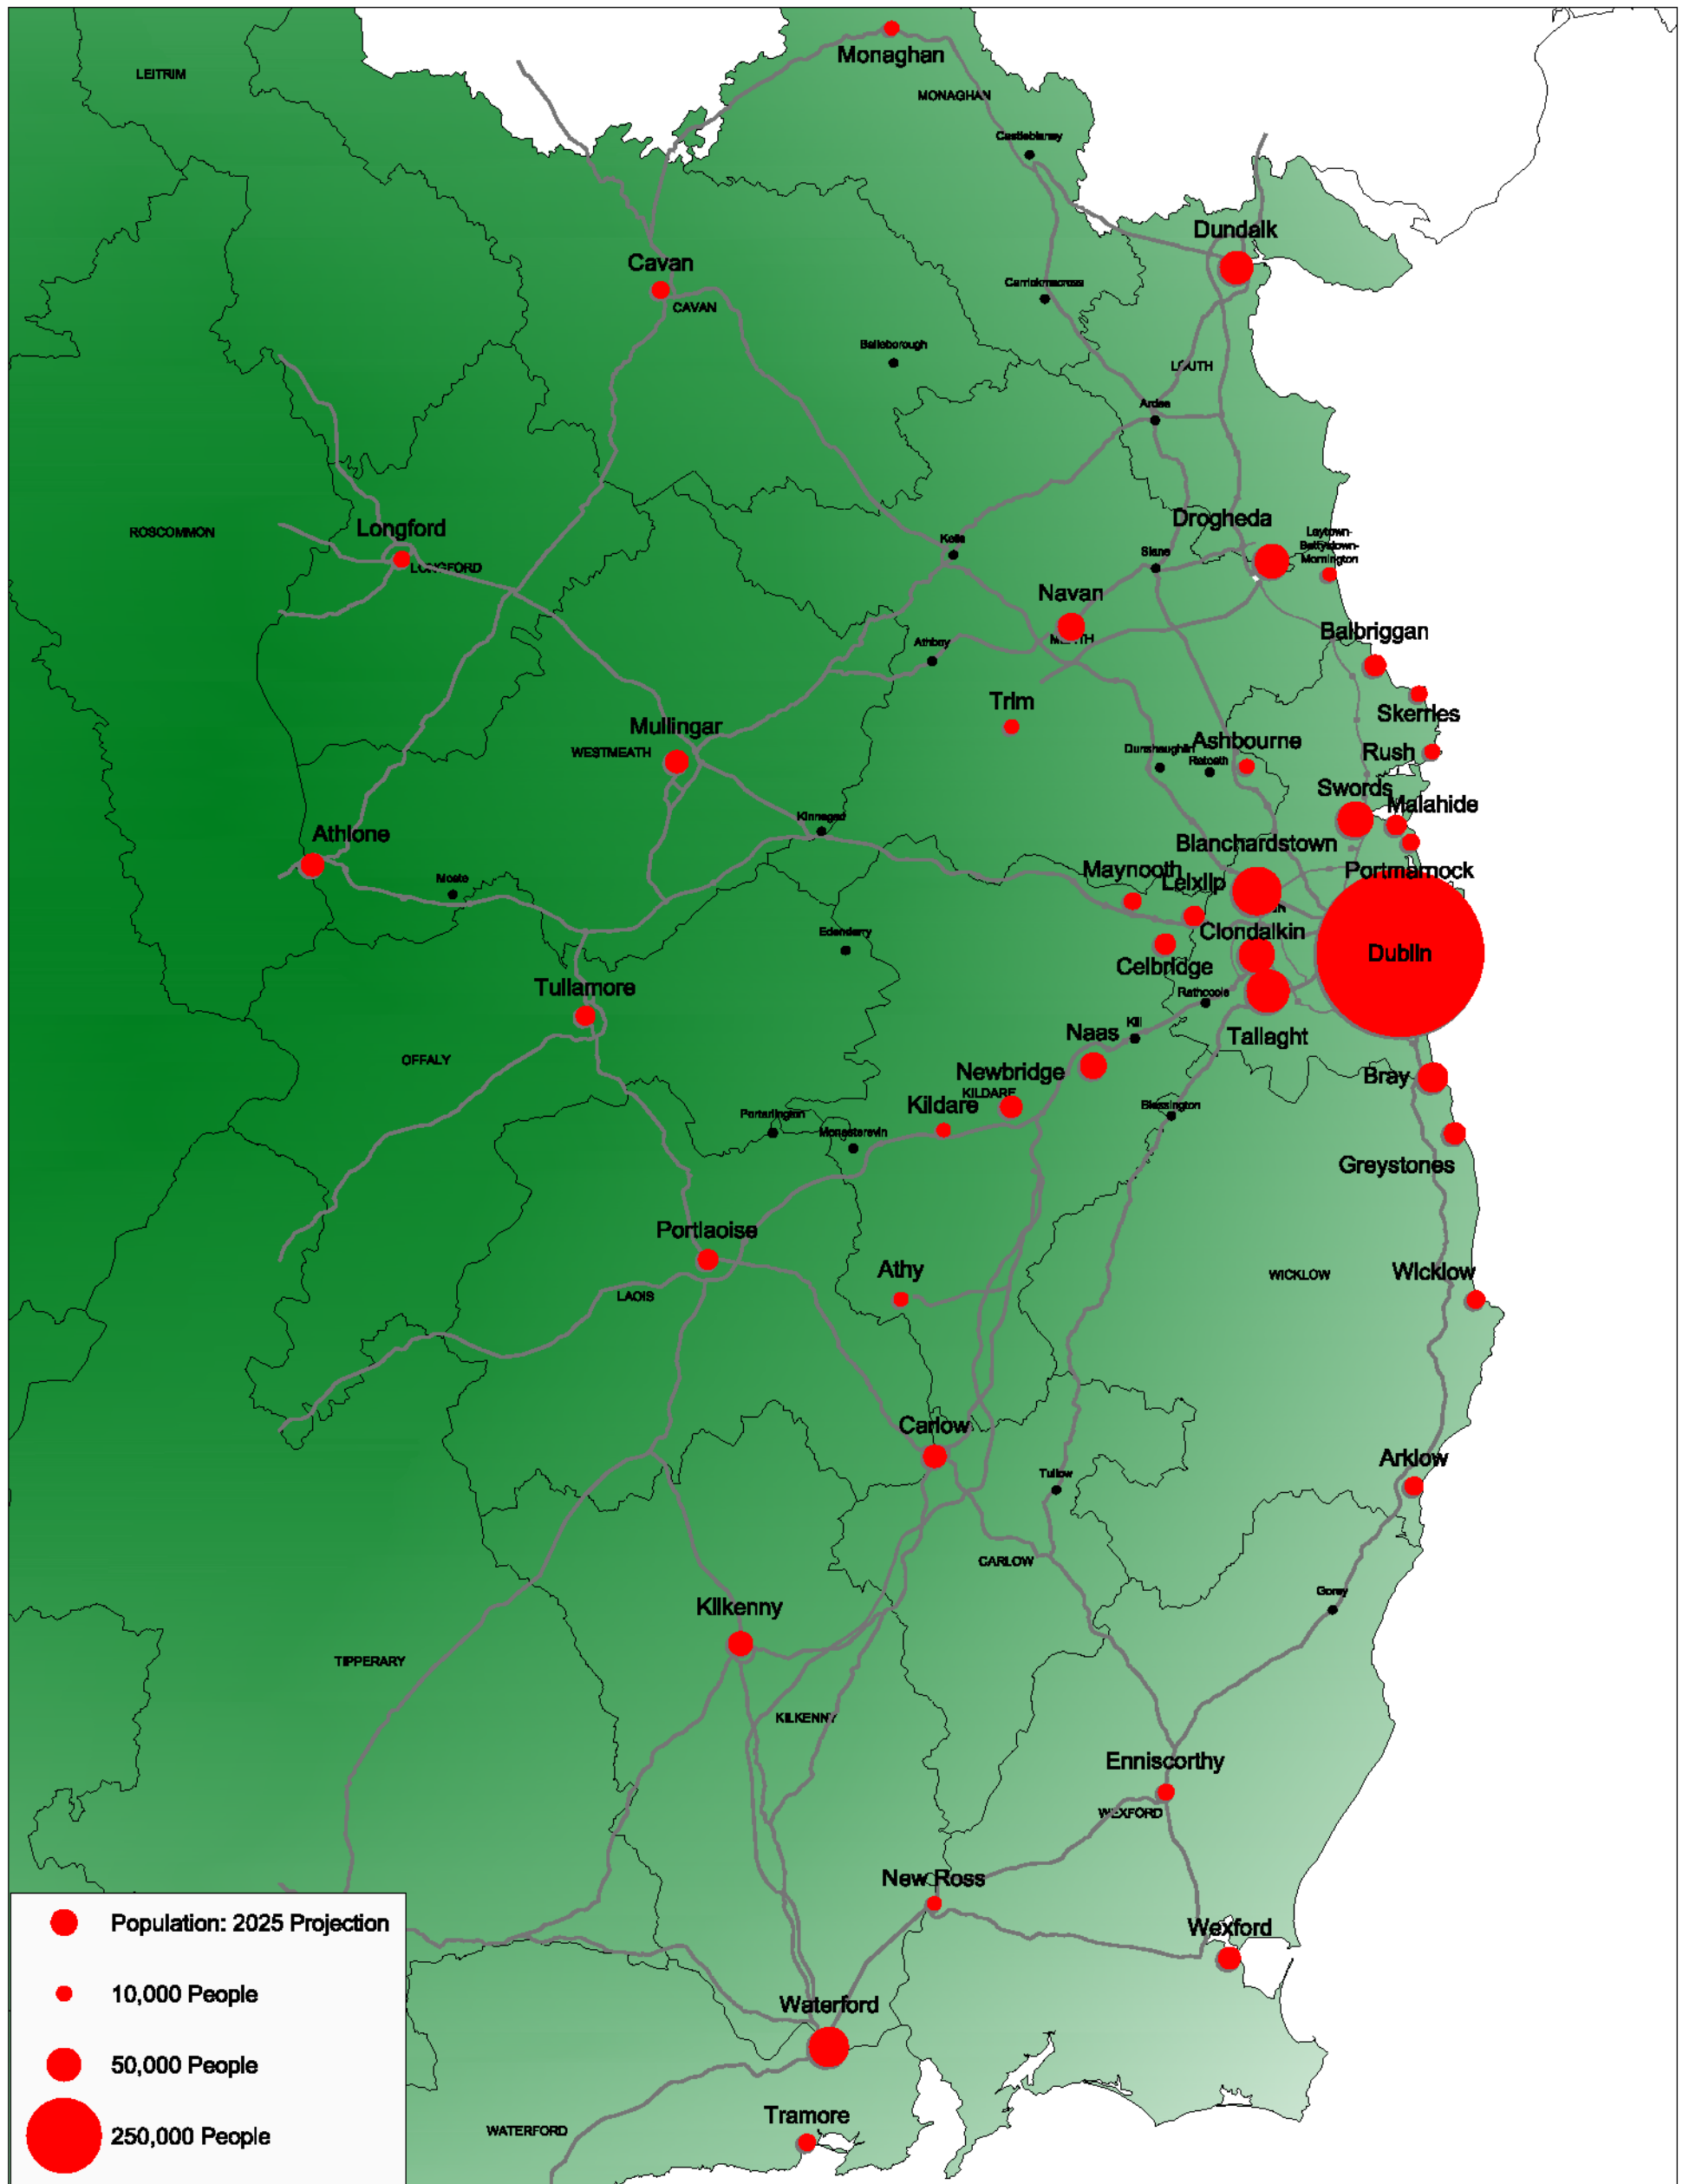 Monaghan
LEITRIM
MONAGHAN
Castleblaney
Dundalk
Cavan
Carrickmacross
CAVAN
Bailieborough
LOUTH
Ardee
Drogheda
Longford
ROSCOMMON
Laytown-
Bettystown-
Mornington
Kells
Slane
LONGFORD
Navan
Balbriggan
MEATH
Athboy
Trim
Skerries
Mullingar
Ashbourne
WESTMEATH
Dunshaughlin
Rush
Ratoath
Swords
Malahide
Kinnegad
Athlone
Blanchardstown
Maynooth
Portmarnock
Moate
Leixlip
Clondalkin
Edenderry
Dublin
Celbridge
Tullamore
Rathcoole
Kill
Naas
Tallaght
OFFALY
Newbridge
Bray
KILDARE
Kildare
Blessington
Portarlington
Monasterevin
Greystones
Portlaoise
Athy
WICKLOW
Wicklow
LAOIS
Carlow
Arklow
Tullow
CARLOW
Gorey
Kilkenny
TIPPERARY
KILKENNY
Enniscorthy
WEXFORD
New Ross
Wexford
Waterford
Tramore
WATERFORD
Population: 2025 Projection
10,000 People
50,000 People
250,000 People